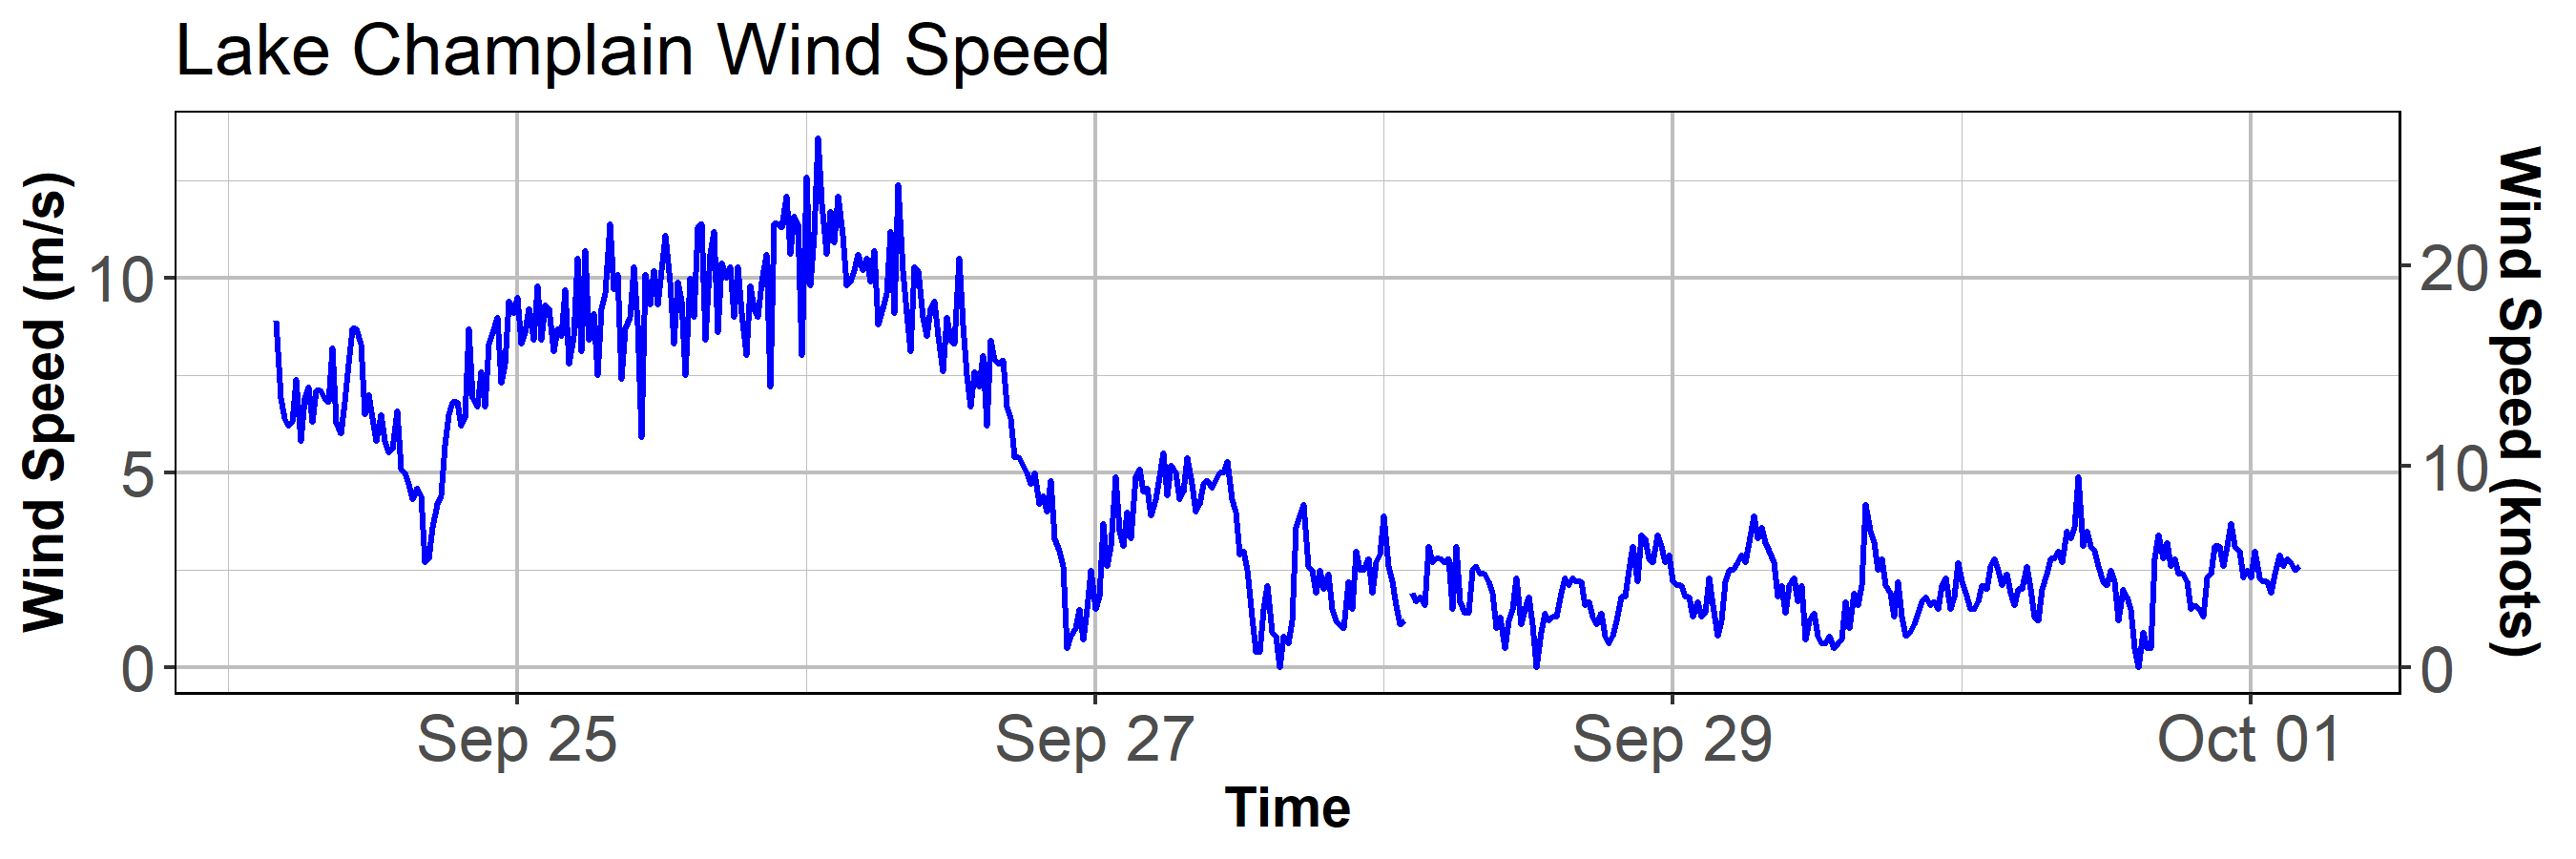 Lake Champlain Wind Speed
Wind Speed (m/s)
10
5
0
20
10
0
Wind Speed (knots)
Sep 25
Sep 27
Sep 29
Oct 01
Time